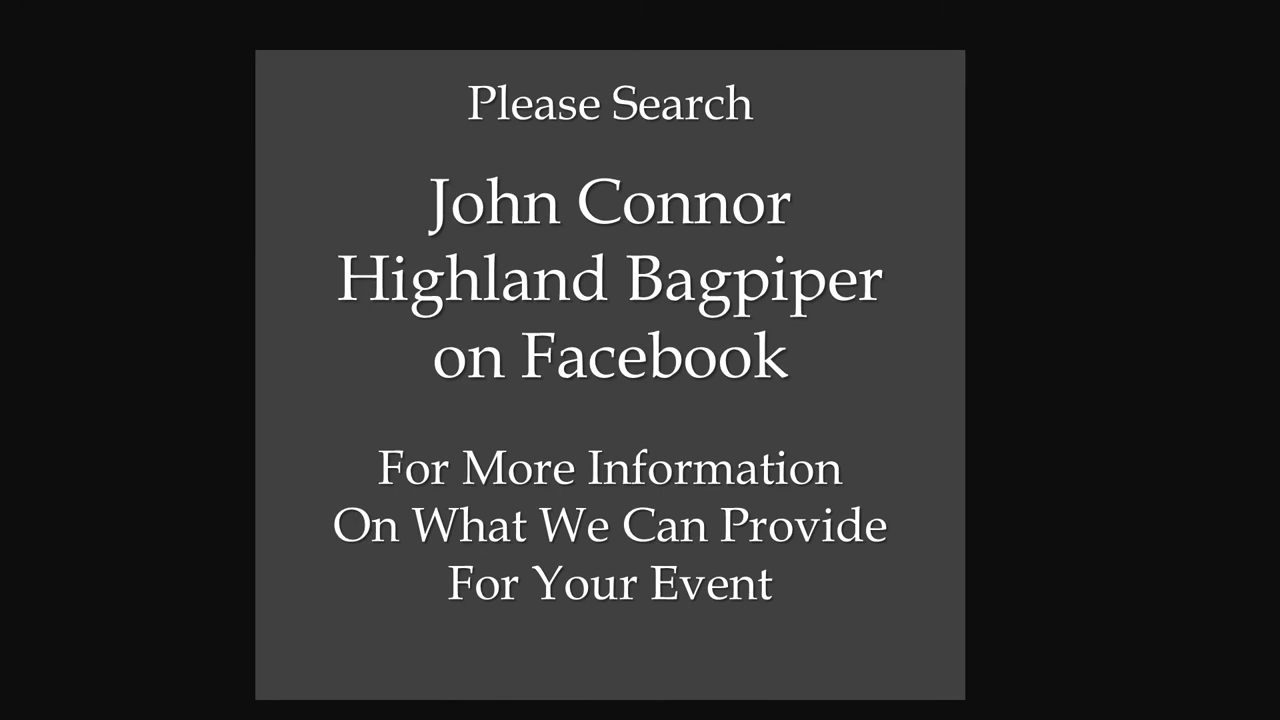 Please Search
John Connor
Highland Bagpiper
on Facebook
For More Information
On What We Can Provide
For Your Event